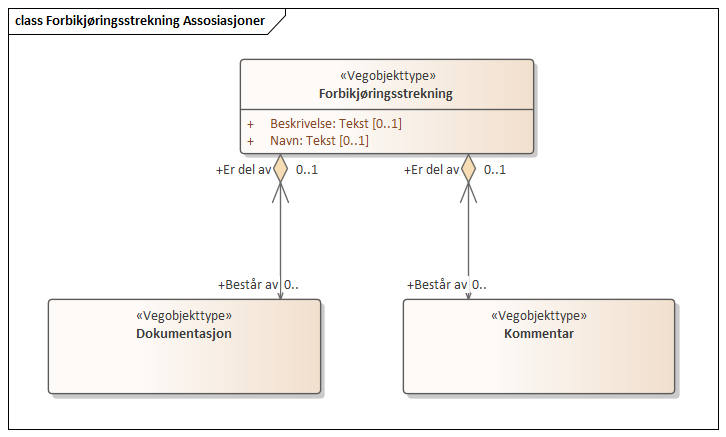 class Forbikjøringsstrekning Assosiasjoner
«Vegobjekttype»
Forbikjøringsstrekning
+ Beskrivelse: Tekst [0..1]
+ Navn: Tekst [0..1]
+Er del av 0..1 +Er del av 0..1
+Består av 0.. +Består av 0..
«Vegobjekttype» «Vegobjekttype»
Dokumentasjon Kommentar